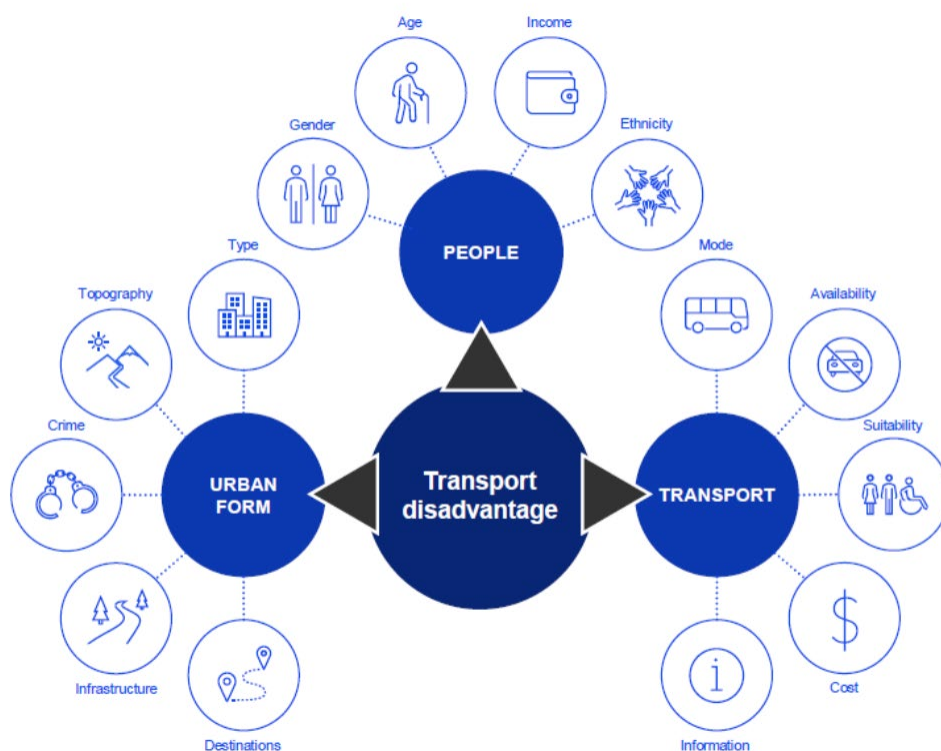 Age
Income
Gender
Ethnicity
PEOPLE
Type
Mode
Topography
Availability
Crime
Suitability
URBAN
FORM
Transport
disadvantage
TRANSPORT
Infrastructure
Cost
Destinations
Information